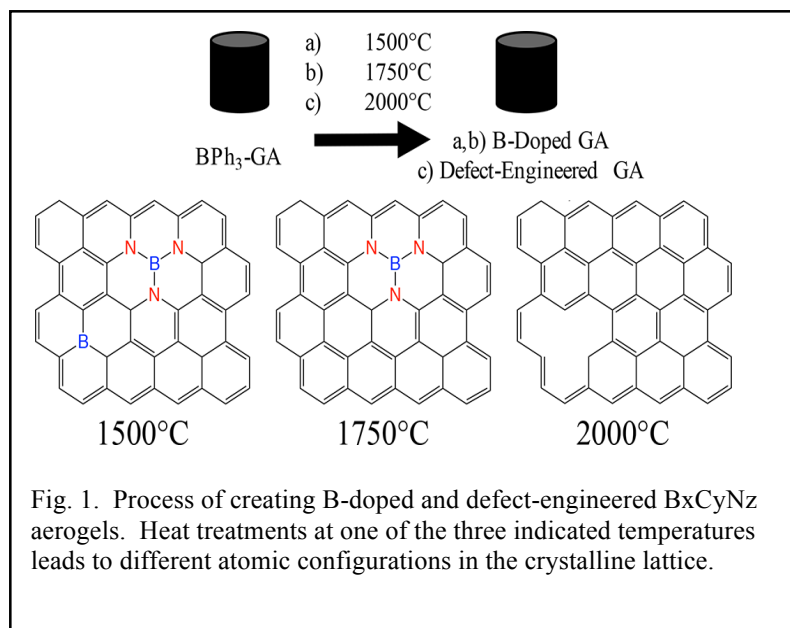 a) 1500°C
b) 1750°C
c) 2000°C
BPh₃-GA
a,b) B-Doped GA
c) Defect-Engineered GA
N N
B
N
B
N N
B
N
1500°C 1750°C 2000°C
Fig. 1. Process of creating B-doped and defect-engineered BxCyNz
aerogels. Heat treatments at one of the three indicated temperatures
leads to different atomic configurations in the crystalline lattice.